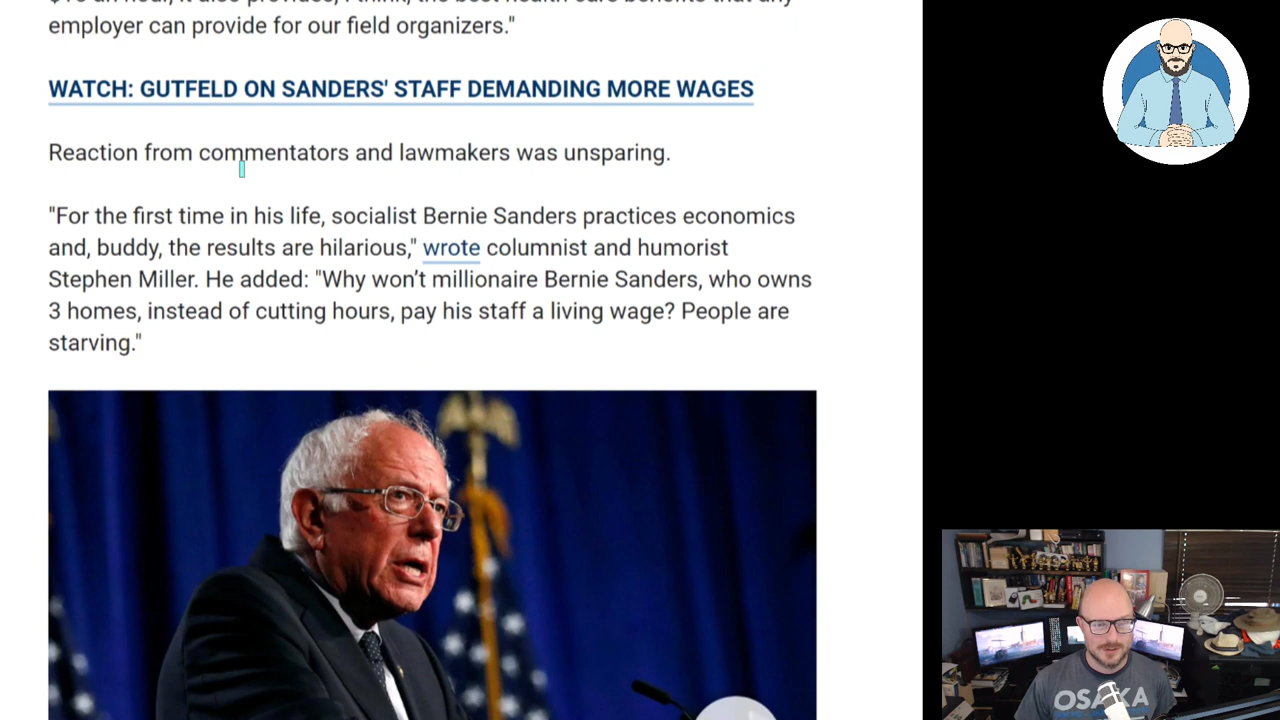 employer can provide for our field organizers."
WATCH: GUTFELD ON SANDERS' STAFF DEMANDING MORE WAGES
Reaction from commentators and lawmakers was unsparing.
"For the first time in his life, socialist Bernie Sanders practices economics
and, buddy, the results are hilarious," wrote columnist and humorist
Stephen Miller. He added: "Why won’t millionaire Bernie Sanders, who owns
3 homes, instead of cutting hours, pay his staff a living wage? People are
starving."
OSAKA